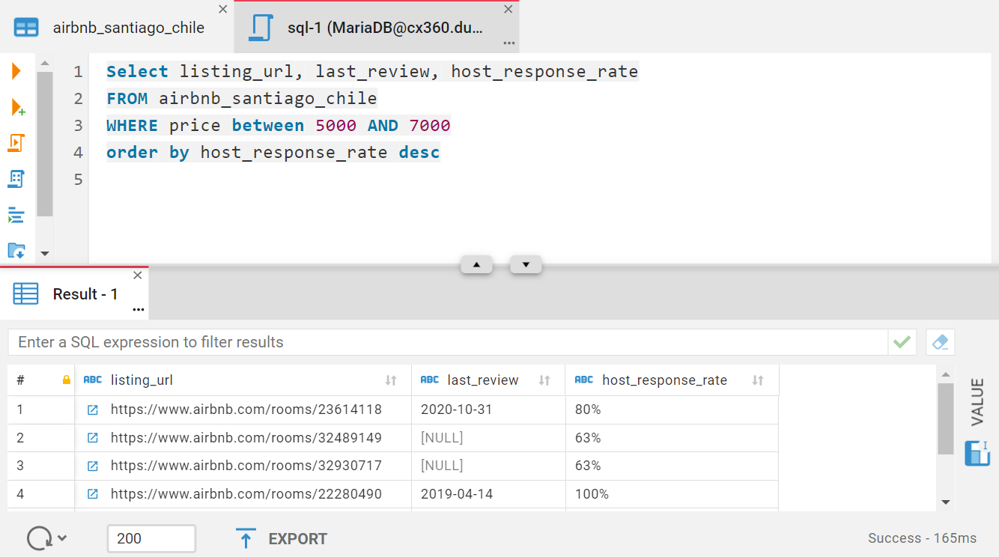 airbnb_santiago_chile
sql-1 (MariaDB@cx360.du...
1 Select listing_url, last_review, host_response_rate
2 FROM airbnb_santiago_chile
3 WHERE price between 5000 AND 7000
4 order by host_response_rate desc
5
Result - 1
Enter a SQL expression to filter results
# ABC listing_url ABC last_review ABC host_response_rate
1 https://www.airbnb.com/rooms/23614118 2020-10-31 80%
2 https://www.airbnb.com/rooms/32489149 [NULL] 63%
3 https://www.airbnb.com/rooms/32930717 [NULL] 63%
4 https://www.airbnb.com/rooms/22280490 2019-04-14 100%
VALUE
200 EXPORT Success - 165ms